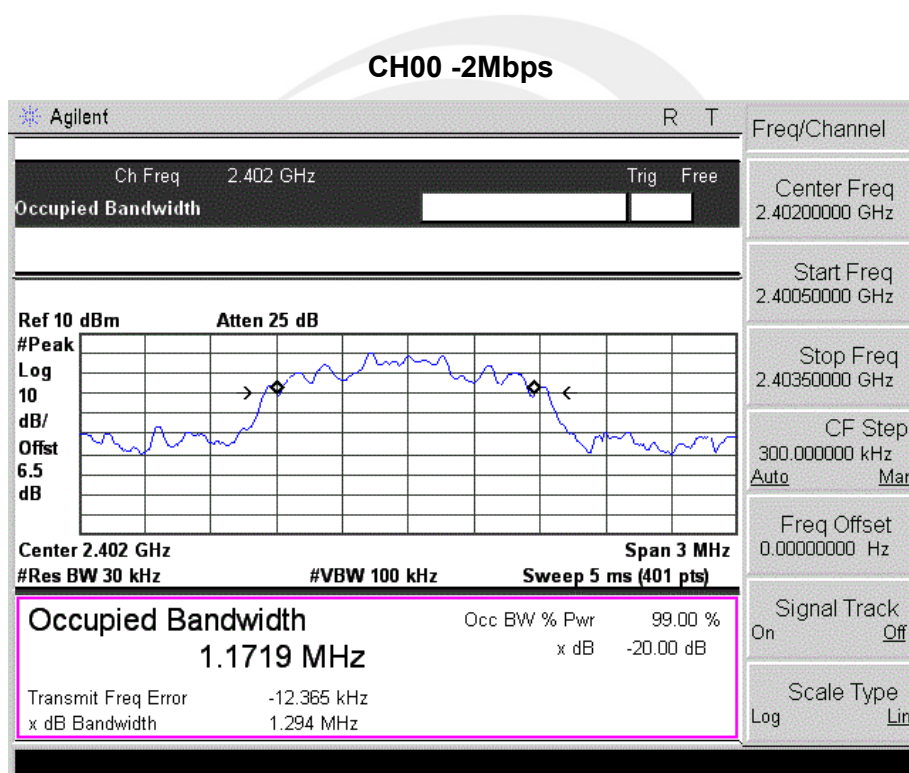 CH00 -2Mbps
Agilent R T
Ch Freq 2.402 GHz Trig Free
Occupied Bandwidth
Ref 10 dBm Atten 25 dB
#Peak
Log
10
dB/
Offst
6.5
dB
Center 2.402 GHz Span 3 MHz
#Res BW 30 kHz #VBW 100 kHz Sweep 5 ms (401 pts)
Occupied Bandwidth Occ BW % Pwr 99.00 %
1.1719 MHz x dB -20.00 dB
Transmit Freq Error -12.365 kHz
x dB Bandwidth 1.294 MHz
Freq/Channel
Center Freq
2.40200000 GHz
Start Freq
2.40050000 GHz
Stop Freq
2.40350000 GHz
CF Step
300.000000 kHz
Auto Mar
Freq Offset
0.00000000 Hz
Signal Track
On Off
Scale Type
Log Lin